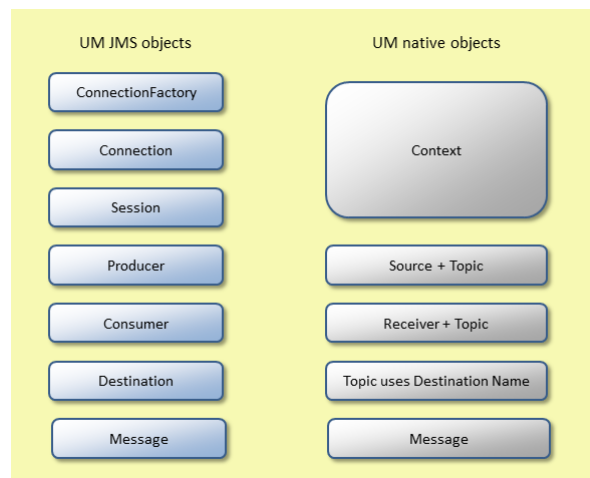 UM JMS objects
UM native objects
ConnectionFactory
Connection
Session
Context
Producer
Source + Topic
Consumer
Receiver + Topic
Destination
Topic uses Destination Name
Message
Message